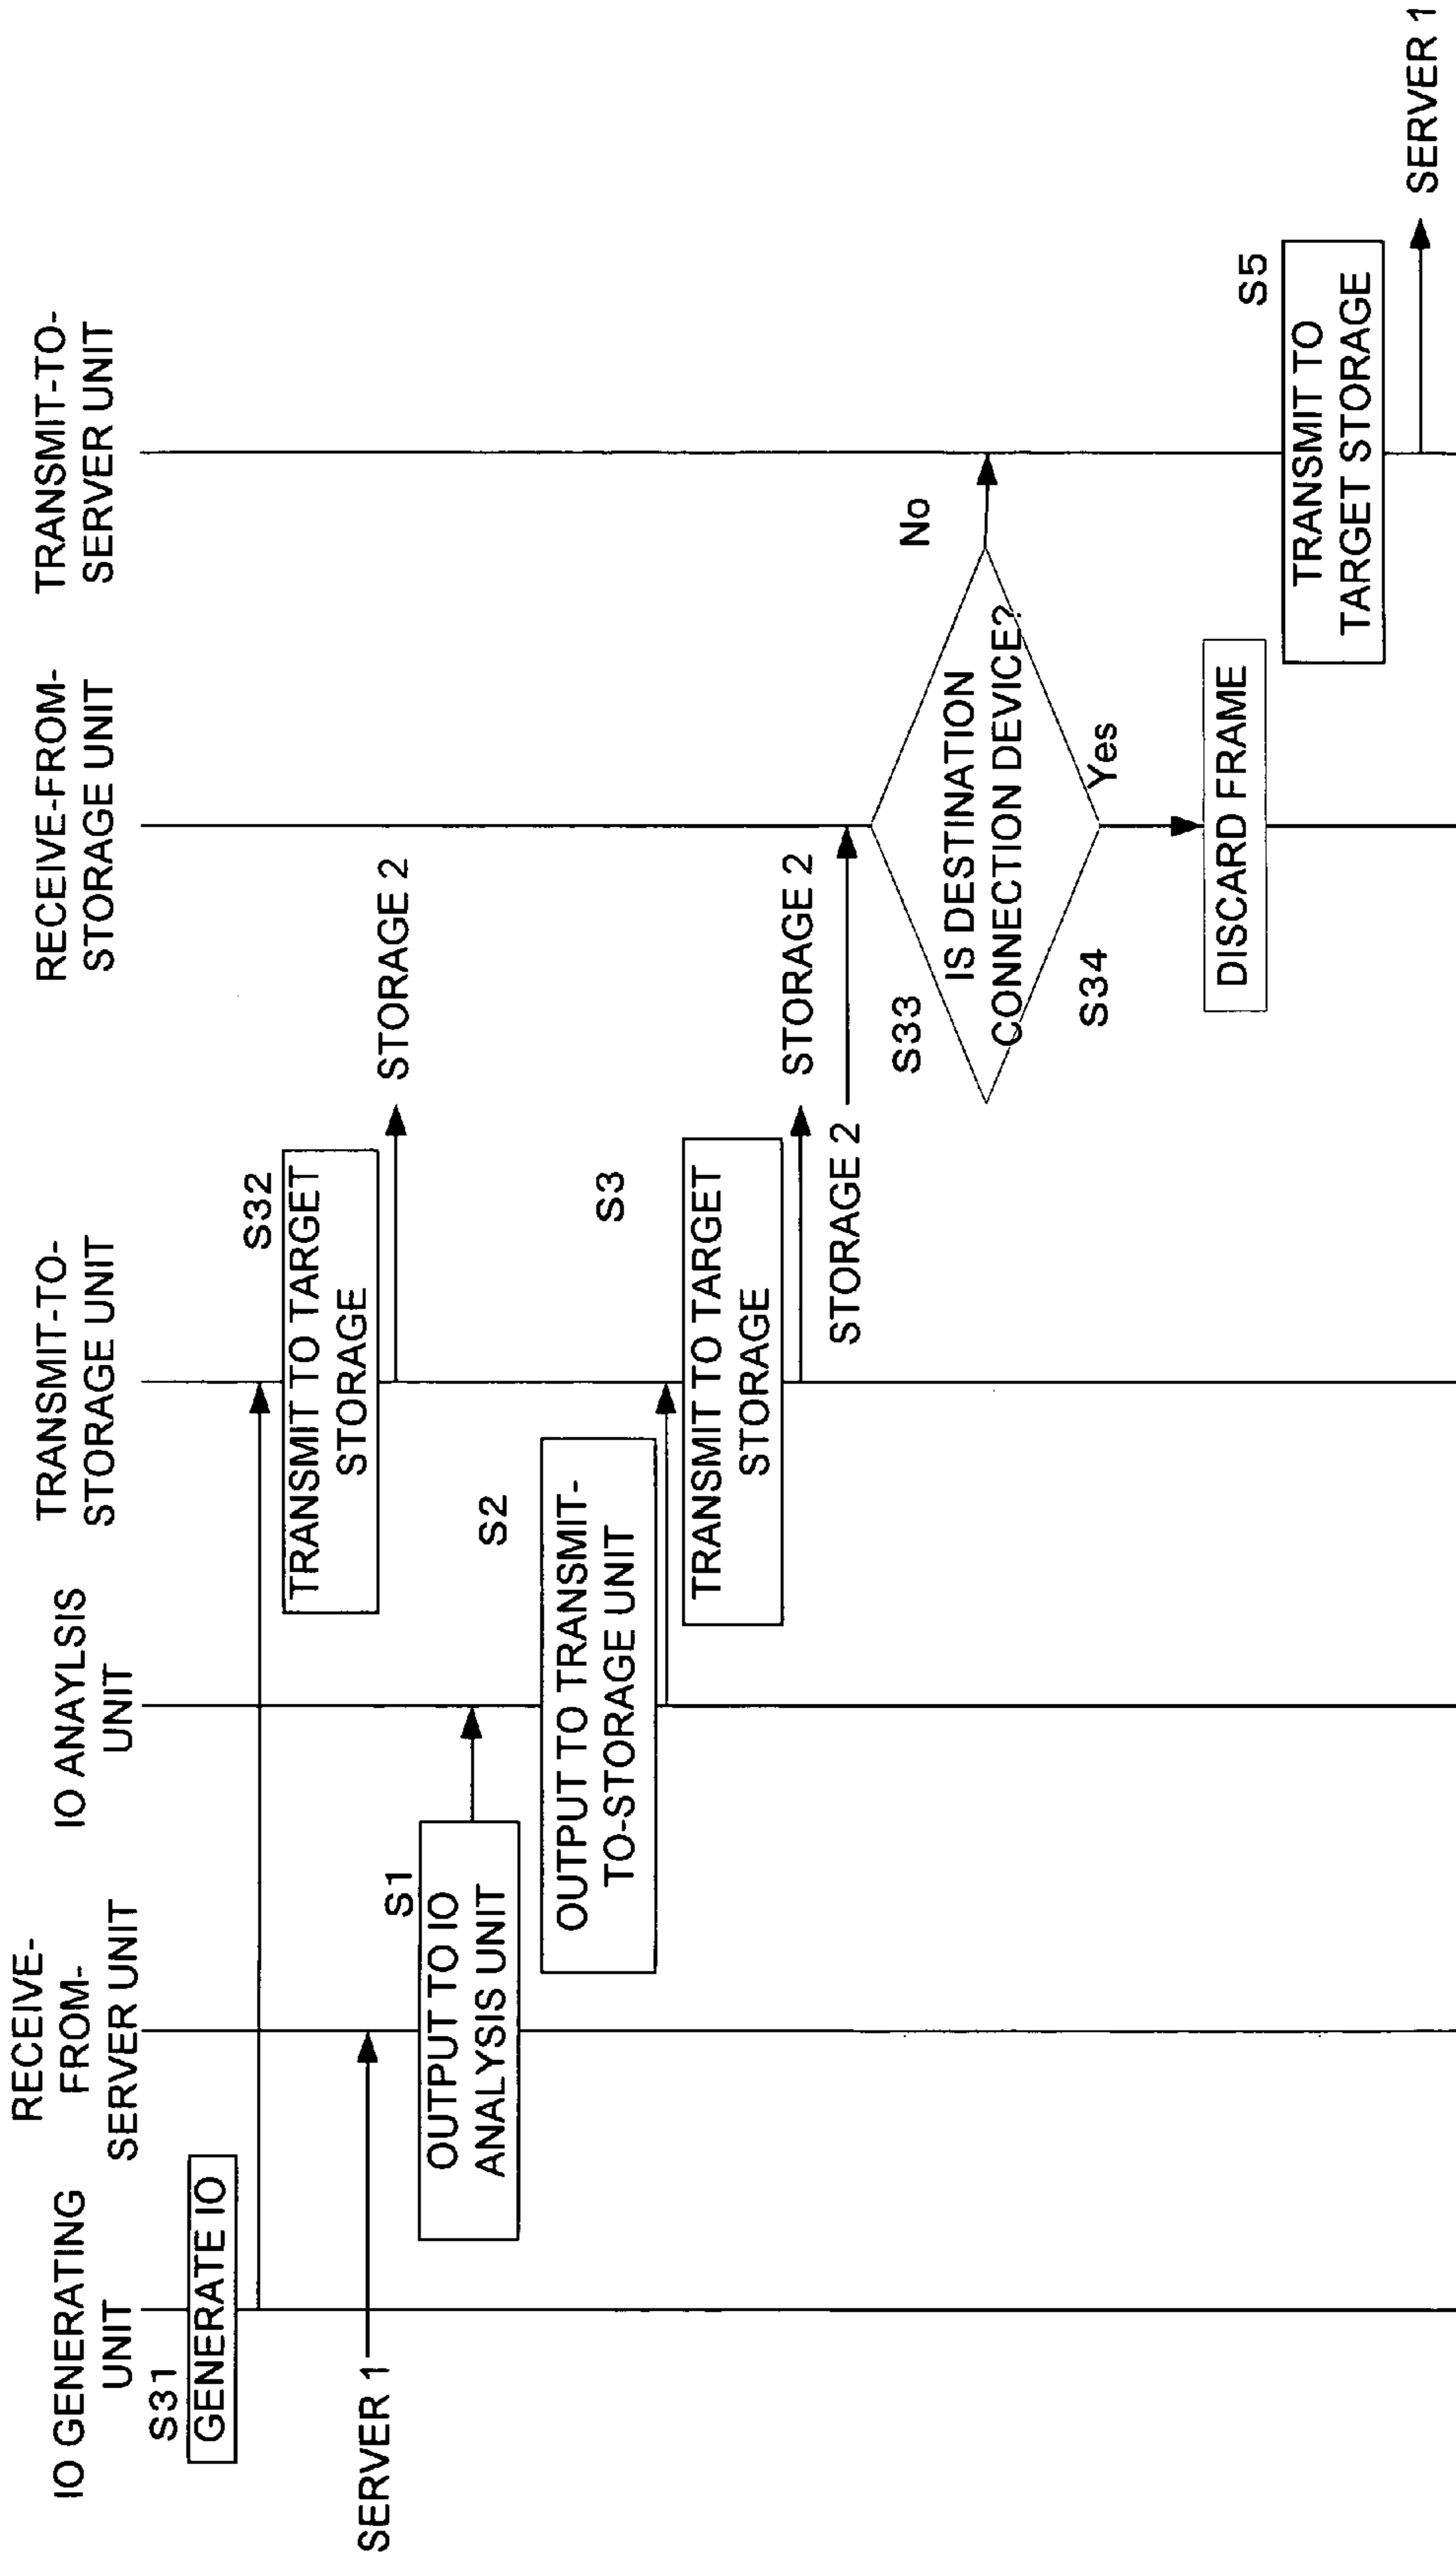 IO GENERATING
UNIT
RECEIVE-
FROM-
SERVER UNIT
IO ANAYLSIS
UNIT
TRANSMIT-TO-
STORAGE UNIT
RECEIVE-FROM-
STORAGE UNIT
TRANSMIT-TO-
SERVER UNIT
S31
GENERATE IO
S32
TRANSMIT TO TARGET
STORAGE
STORAGE 2
SERVER 1
S1
OUTPUT TO IO
ANALYSIS UNIT
S2
OUTPUT TO TRANSMIT-
TO-STORAGE UNIT
S3
TRANSMIT TO TARGET
STORAGE
STORAGE 2
STORAGE 2
S33
IS DESTINATION
CONNECTION DEVICE?
No
Yes
S34
DISCARD FRAME
S5
TRANSMIT TO
TARGET STORAGE
SERVER 1